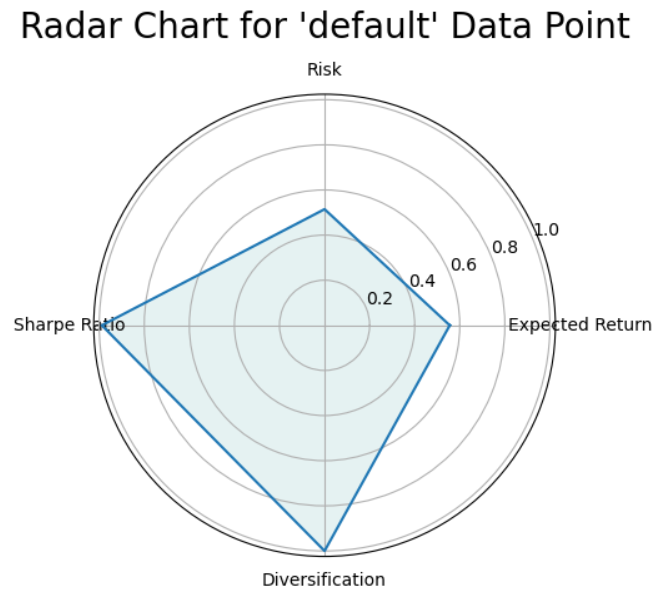 Radar Chart for 'default' Data Point
Risk
1.0
0.8
0.6
0.4
0.2
Sharpe Ratio
Expected Return
Diversification